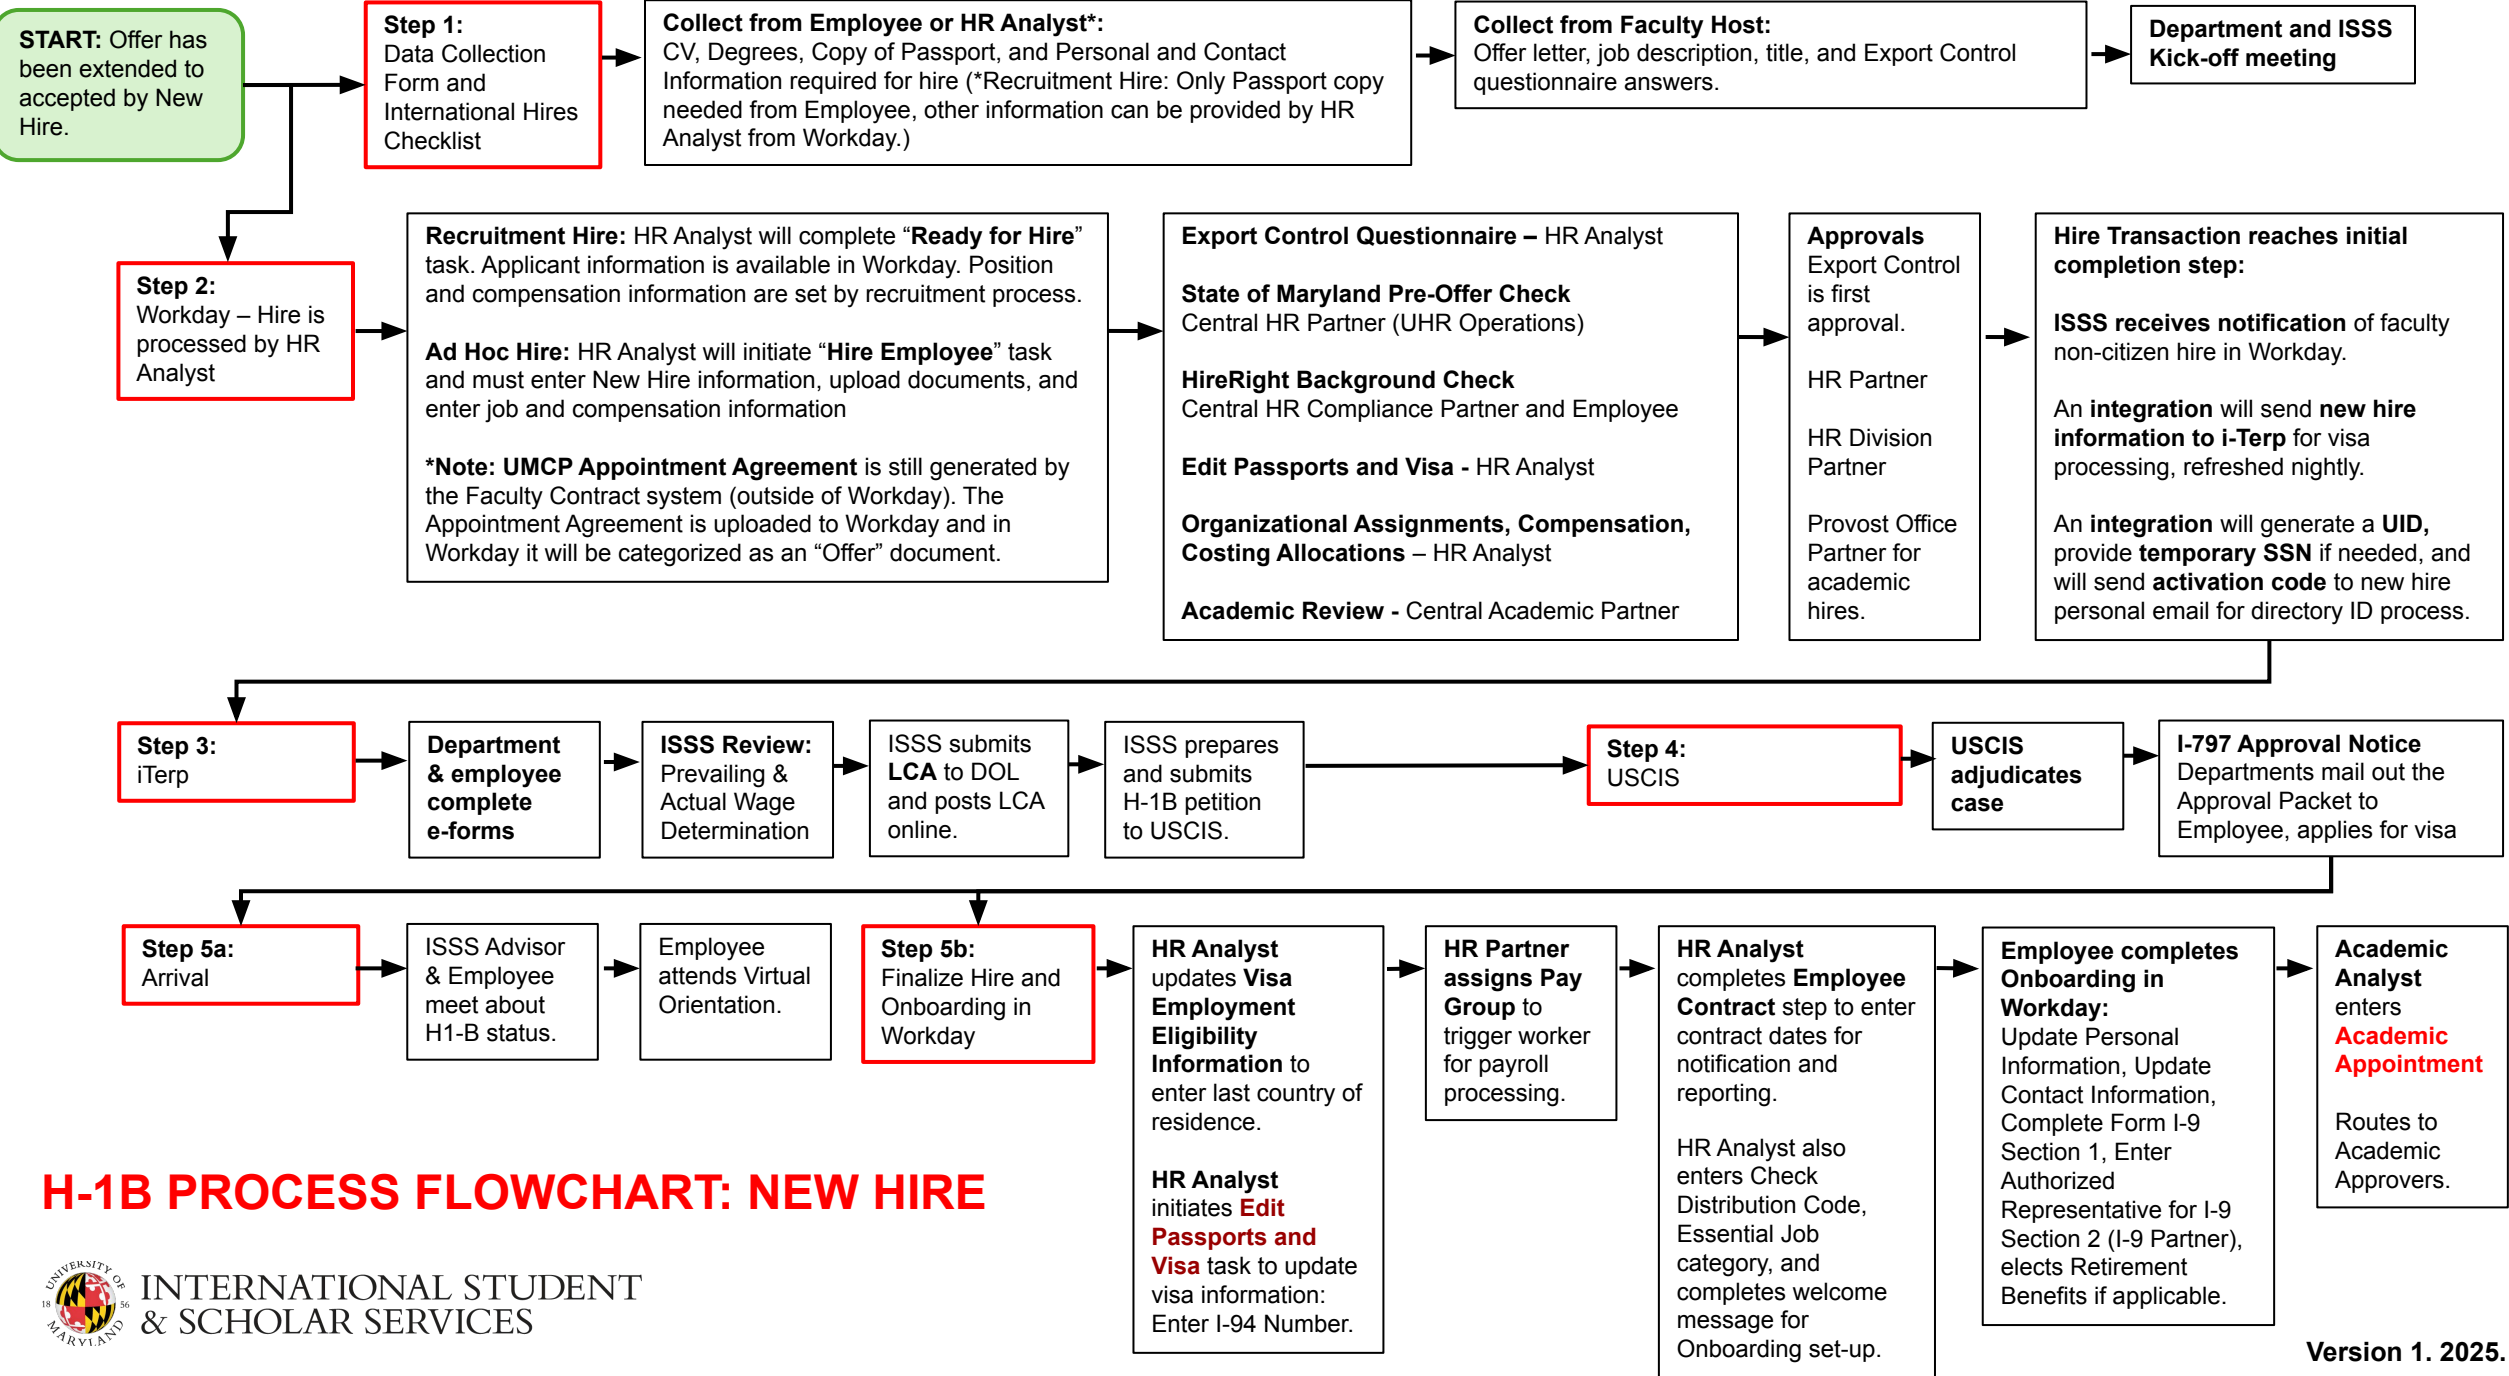 START: Offer has
been extended to
accepted by New
Hire.
Step 1:
Data Collection
Form and
International Hires
Checklist
Collect from Employee or HR Analyst*:
CV, Degrees, Copy of Passport, and Personal and Contact
Information required for hire (*Recruitment Hire: Only Passport copy
needed from Employee, other information can be provided by HR
Analyst from Workday.)
Collect from Faculty Host:
Offer letter, job description, title, and Export Control
questionnaire answers.
Department and ISSS
Kick-off meeting
Step 2:
Workday – Hire is
processed by HR
Analyst
Recruitment Hire: HR Analyst will complete “Ready for Hire”
task. Applicant information is available in Workday. Position
and compensation information are set by recruitment process.
Ad Hoc Hire: HR Analyst will initiate “Hire Employee” task
and must enter New Hire information, upload documents, and
enter job and compensation information
*Note: UMCP Appointment Agreement is still generated by
the Faculty Contract system (outside of Workday). The
Appointment Agreement is uploaded to Workday and in
Workday it will be categorized as an “Offer” document.
Export Control Questionnaire – HR Analyst
State of Maryland Pre-Offer Check
Central HR Partner (UHR Operations)
HireRight Background Check
Central HR Compliance Partner and Employee
Edit Passports and Visa - HR Analyst
Organizational Assignments, Compensation,
Costing Allocations – HR Analyst
Academic Review - Central Academic Partner
Approvals
Export Control
is first
approval.
HR Partner
HR Division
Partner
Provost Office
Partner for
academic
hires.
Hire Transaction reaches initial
completion step:
ISSS receives notification of faculty
non-citizen hire in Workday.
An integration will send new hire
information to i-Terp for visa
processing, refreshed nightly.
An integration will generate a UID,
provide temporary SSN if needed, and
will send activation code to new hire
personal email for directory ID process.
Step 3:
iTerp
Department
& employee
complete
e-forms
ISSS Review:
Prevailing &
Actual Wage
Determination
ISSS submits
LCA to DOL
and posts LCA
online.
ISSS prepares
and submits
H-1B petition
to USCIS.
Step 4:
USCIS
USCIS
adjudicates
case
I-797 Approval Notice
Departments mail out the
Approval Packet to
Employee, applies for visa
Step 5a:
Arrival
ISSS Advisor
& Employee
meet about
H1-B status.
Employee
attends Virtual
Orientation.
Step 5b:
Finalize Hire and
Onboarding in
Workday
HR Analyst
updates Visa
Employment
Eligibility
Information to
enter last country of
residence.
HR Analyst
initiates Edit
Passports and
Visa task to update
visa information:
Enter I-94 Number.
HR Partner
assigns Pay
Group to
trigger worker
for payroll
processing.
HR Analyst
completes Employee
Contract step to enter
contract dates for
notification and
reporting.
HR Analyst also
enters Check
Distribution Code,
Essential Job
category, and
completes welcome
message for
Onboarding set-up.
Employee completes
Onboarding in
Workday:
Update Personal
Information, Update
Contact Information,
Complete Form I-9
Section 1, Enter
Authorized
Representative for I-9
Section 2 (I-9 Partner),
elects Retirement
Benefits if applicable.
Academic
Analyst
enters
Academic
Appointment
Routes to
Academic
Approvers.
H-1B PROCESS FLOWCHART: NEW HIRE
UNIVERSITY OF
18 56
MARYLAND
INTERNATIONAL STUDENT
& SCHOLAR SERVICES
Version 1. 2025.